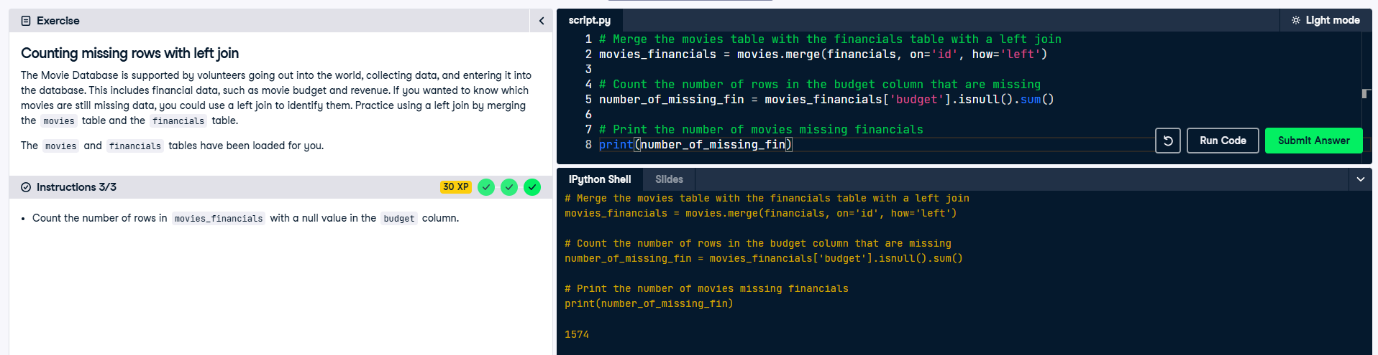 Exercise
Counting missing rows with left join
The Movie Database is supported by volunteers going out into the world, collecting data, and entering it into
the database. This includes financial data, such as movie budget and revenue. If you wanted to know which
movies are still missing data, you could use a left join to identify them. Practice using a left join by merging
the movies table and the financials table.
The movies and financials tables have been loaded for you.
Instructions 3/3
30 XP
• Count the number of rows in movies_financials with a null value in the budget column.
script.py
Light mode
1 # Merge the movies table with the financials table with a left join
2 movies_financials = movies.merge(financials, on='id', how='left')
3
4 # Count the number of rows in the budget column that are missing
5 number_of_missing_fin = movies_financials['budget'].isnull().sum()
6
7 # Print the number of movies missing financials
8 print(number_of_missing_fin)
Run Code
Submit Answer
IPython Shell
Slides
# Merge the movies table with the financials table with a left join
movies_financials = movies.merge(financials, on='id', how='left')
# Count the number of rows in the budget column that are missing
number_of_missing_fin = movies_financials['budget'].isnull().sum()
# Print the number of movies missing financials
print(number_of_missing_fin)
1574